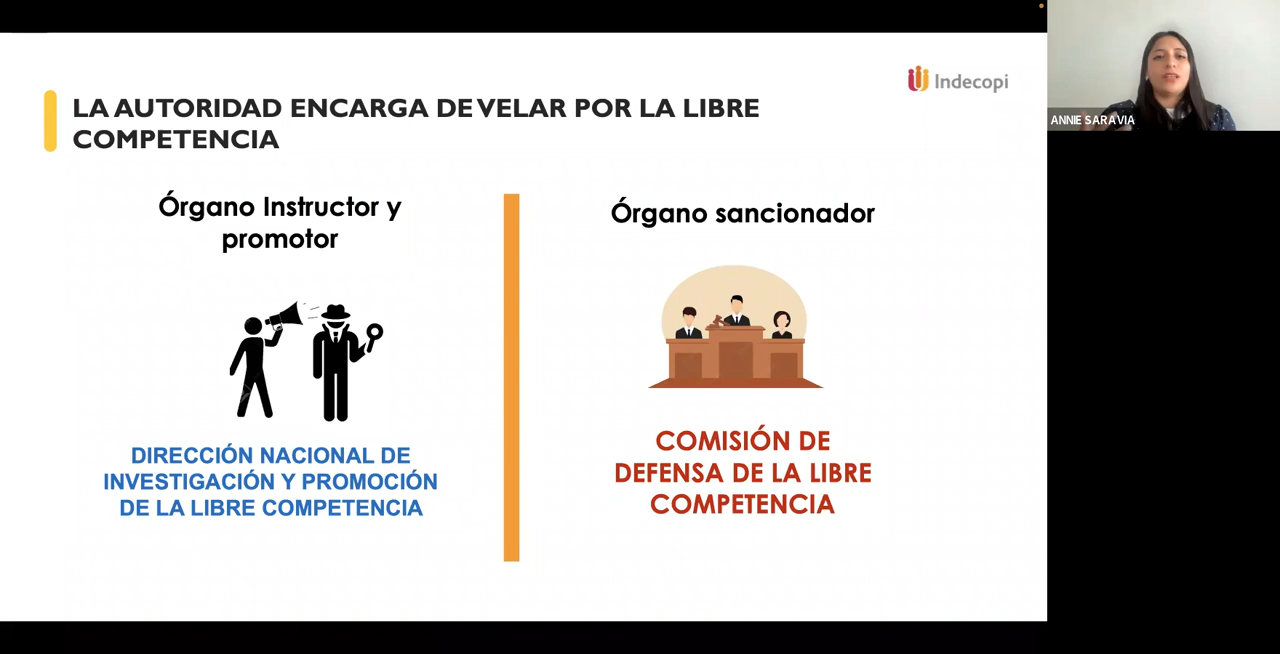 Indecopi
LA AUTORIDAD ENCARGA DE VELAR POR LA LIBRE
COMPETENCIA
Órgano Instructor y
promotor
DIRECCIÓN NACIONAL DE
INVESTIGACIÓN Y PROMOCIÓN
DE LA LIBRE COMPETENCIA
Órgano sancionador
COMISIÓN DE
DEFENSA DE LA LIBRE
COMPETENCIA
ANNIE SARAVIA